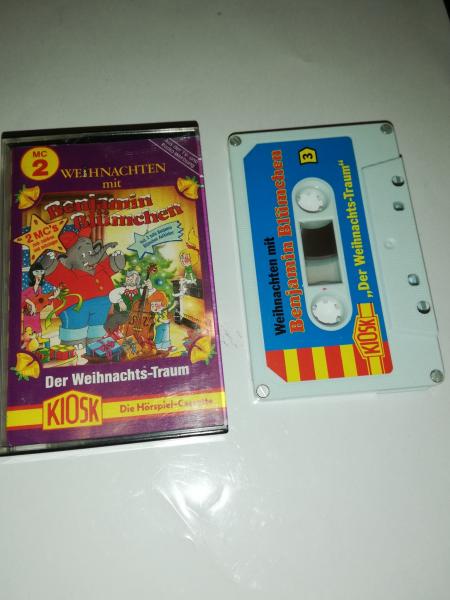 MC
2
WEIHNACHTEN
mit
Benjamin
Blümchen
2 MC's
Der Weihnachts-Traum
KIOSK
Die Hörspiel-Cassette
Weihnachten mit
Benjamin Blümchen
3
KIOSK
„Der Weihnachts-Traum“